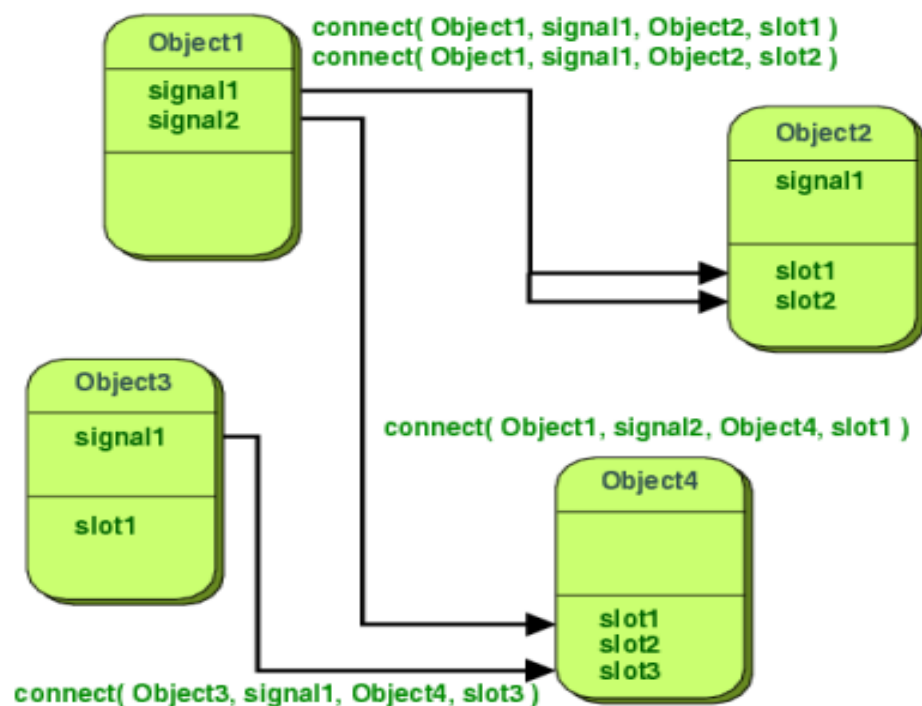 Object1
signal1
signal2
connect( Object1, signal1, Object2, slot1 )
connect( Object1, signal1, Object2, slot2 )
Object2
signal1
slot1
slot2
Object3
signal1
slot1
connect( Object1, signal2, Object4, slot1 )
Object4
slot1
slot2
slot3
connect( Object3, signal1, Object4, slot3 )